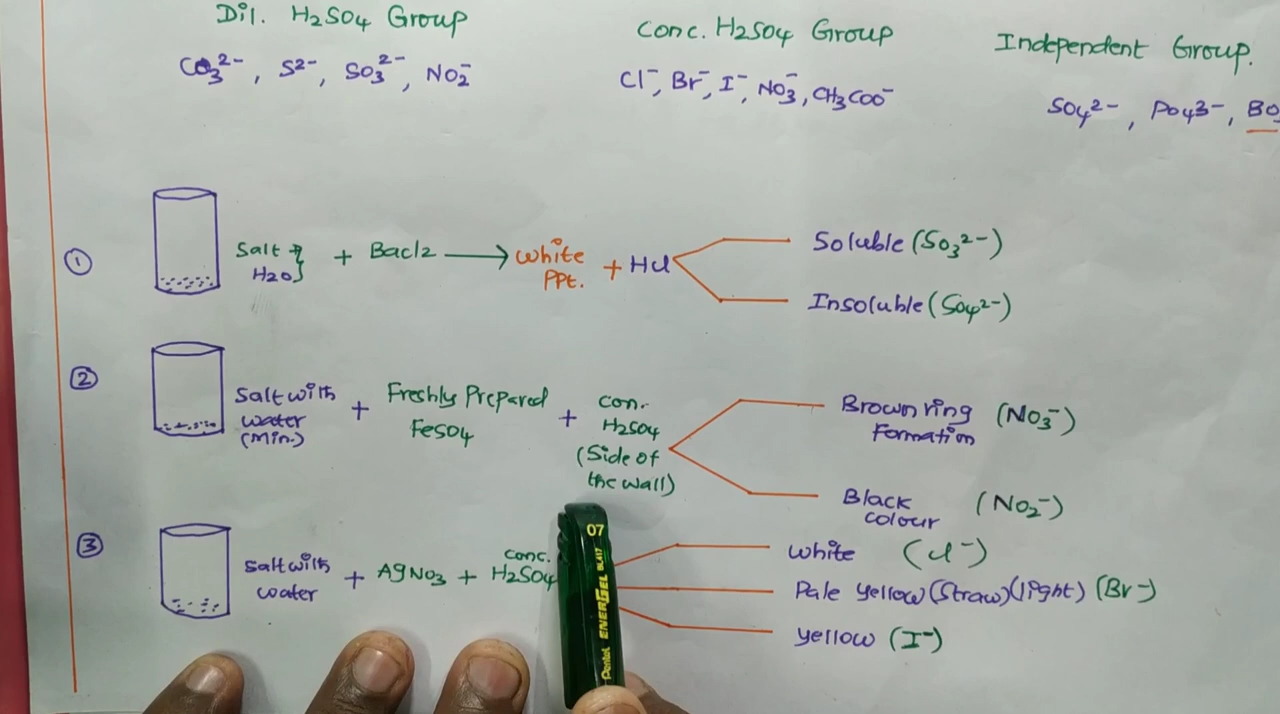 Dil. H2SO4 Group
CO3 2-, S2-, SO3 2-, NO2-
Conc. H2SO4 Group
Cl-, Br-, I-, NO3-, CH3COO-
Independent Group.
SO4 2-, PO4 3-, BO
①
Salt }
H2O }
+ BaCl2 → White PPt. + HCl
Soluble (SO3 2-)
Insoluble (SO4 2-)
②
Salt with
water
(Min.)
+ Freshly Prepared
FeSO4
+ con.
H2SO4
(Side of
the wall)
Brown ring
Formation (NO3-)
Black
colour (NO2-)
③
salt with
water
+ AgNO3 + conc.
H2SO4
White (Cl-)
Pale yellow (Straw) (light) (Br-)
yellow (I-)
07
Pentel ENERGEL